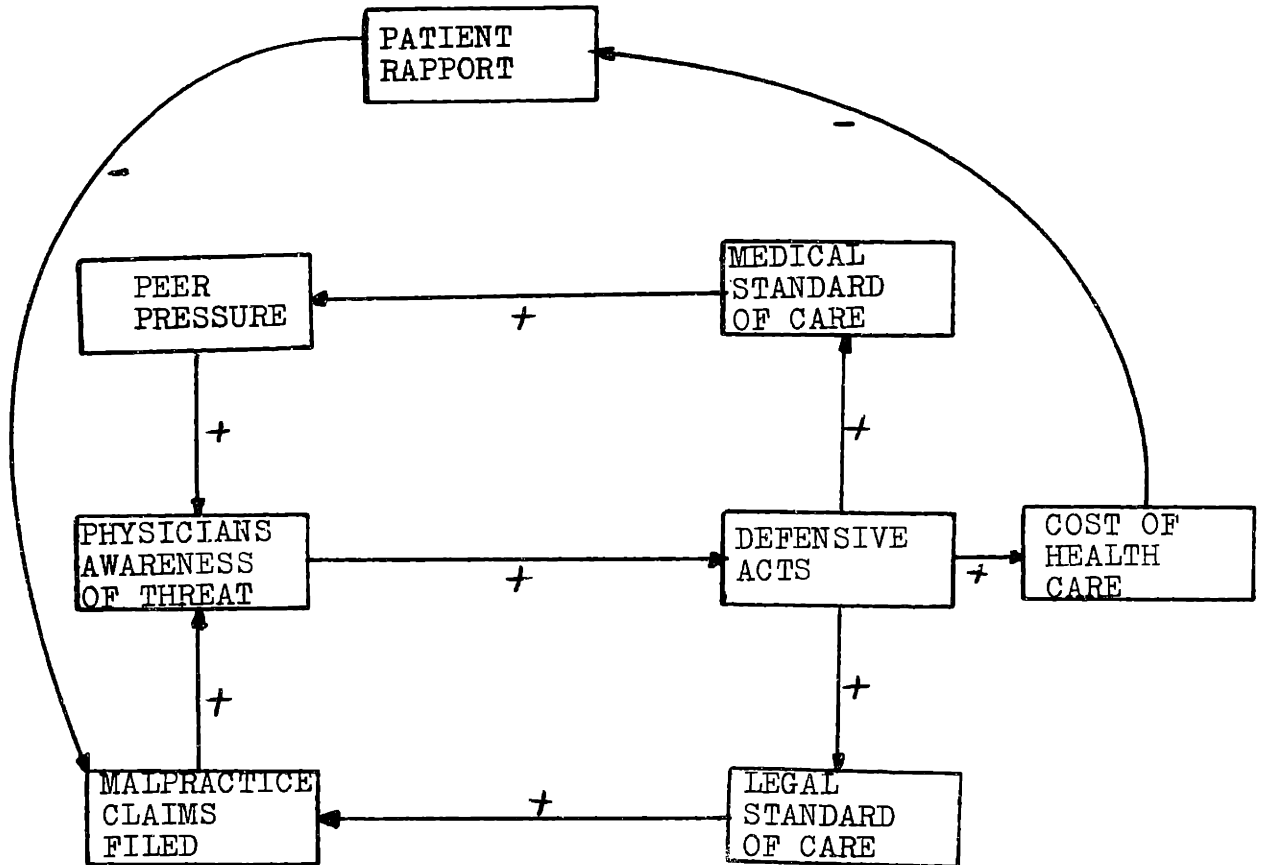 PATIENT
RAPPORT
-
-
PEER
PRESSURE
MEDICAL
STANDARD
OF CARE
+
+
+
PHYSICIANS
AWARENESS
OF THREAT
+
DEFENSIVE
ACTS
+
COST OF
HEALTH
CARE
+
+
MALPRACTICE
CLAIMS
FILED
+
LEGAL
STANDARD
OF CARE